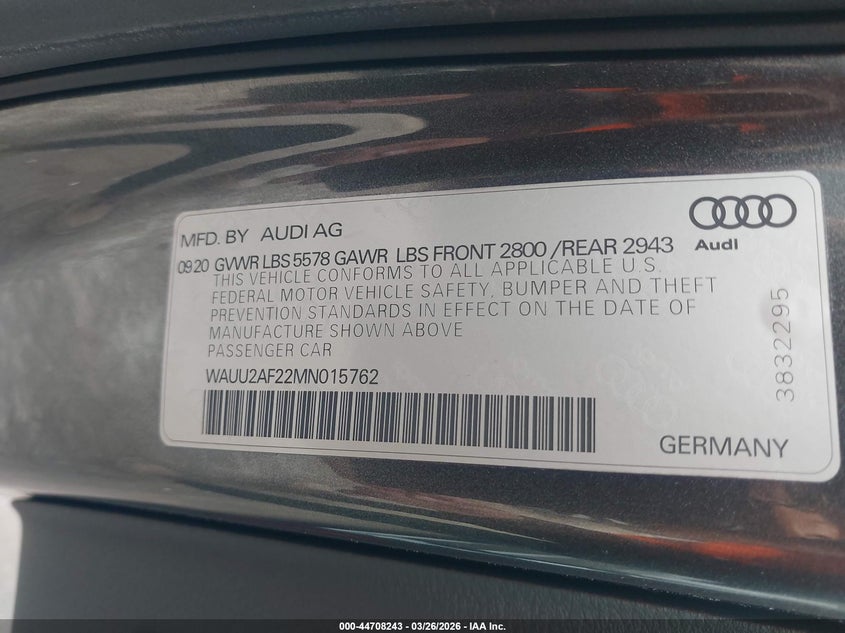 MFD. BY AUDI AG
Audi
0920 GVWR LBS 5578 GAWR LBS FRONT 2800 /REAR 2943
THIS VEHICLE CONFORMS TO ALL APPLICABLE U.S.
FEDERAL MOTOR VEHICLE SAFETY, BUMPER AND THEFT
PREVENTION STANDARDS IN EFFECT ON THE DATE OF
MANUFACTURE SHOWN ABOVE
PASSENGER CAR
WAUU2AF22MN015762
3832295
GERMANY
000-44708243 | 03/26/2026 | IAA Inc.